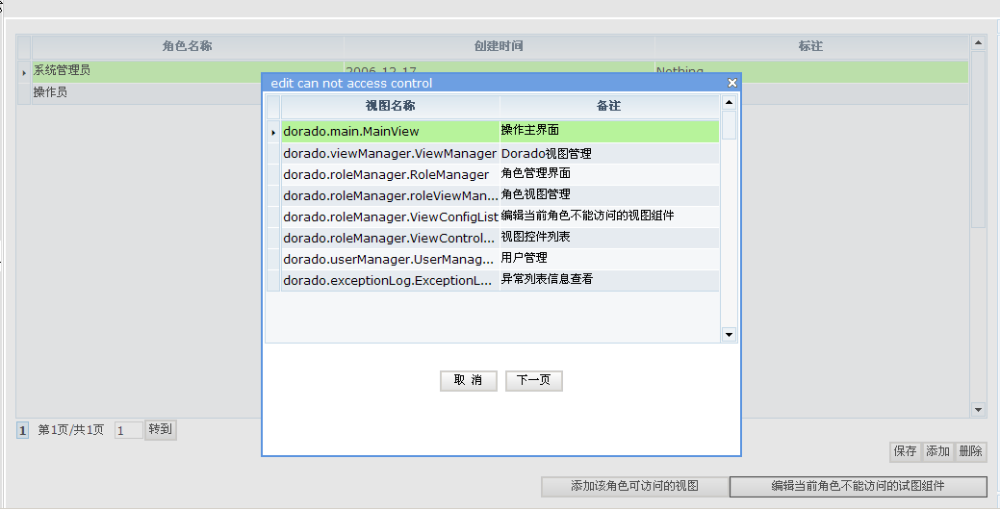 角色名称 创建时间 标注
系统管理员 2006-12-17 Nothing
操作员
edit can not access control
视图名称 备注
dorado.main.MainView 操作主界面
dorado.viewManager.ViewManager Dorado视图管理
dorado.roleManager.RoleManager 角色管理界面
dorado.roleManager.roleViewMan... 角色视图管理
dorado.roleManager.ViewConfigList 编辑当前角色不能访问的视图组件
dorado.roleManager.ViewControl... 视图控件列表
dorado.userManager.UserManag... 用户管理
dorado.exceptionLog.ExceptionL... 异常列表信息查看
取 消 下一页
1 第1页/共1页 1 转到
保存 添加 删除
添加该角色可访问的视图 编辑当前角色不能访问的试图组件